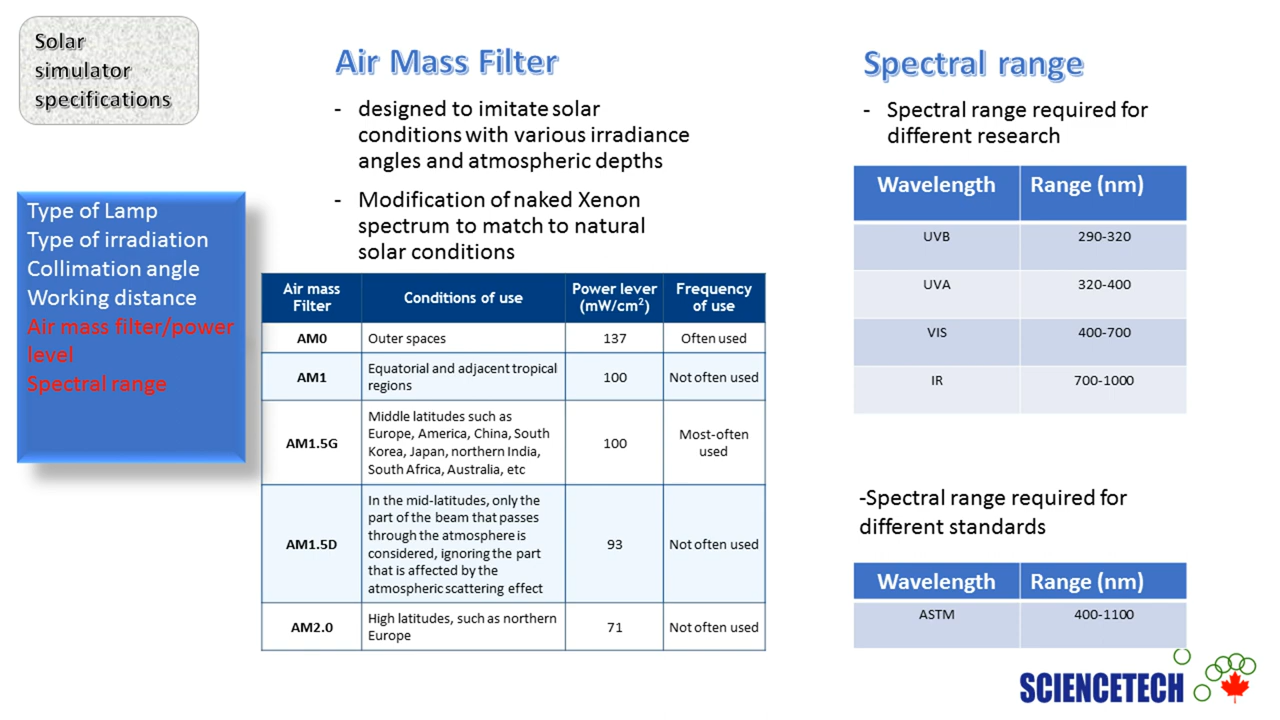 Solar
simulator
specifications
Type of Lamp
Type of irradiation
Collimation angle
Working distance
Air mass filter/power
level
Spectral range
Air Mass Filter
- designed to imitate solar
conditions with various irradiance
angles and atmospheric depths
- Modification of naked Xenon
spectrum to match to natural
solar conditions
Air mass
Filter
Conditions of use
Power lever
(mW/cm²)
Frequency
of use
AM0
Outer spaces
137
Often used
AM1
Equatorial and adjacent tropical
regions
100
Not often used
AM1.5G
Middle latitudes such as
Europe, America, China, South
Korea, Japan, northern India,
South Africa, Australia, etc
100
Most-often
used
AM1.5D
In the mid-latitudes, only the
part of the beam that passes
through the atmosphere is
considered, ignoring the part
that is affected by the
atmospheric scattering effect
93
Not often used
AM2.0
High latitudes, such as northern
Europe
71
Not often used
Spectral range
- Spectral range required for
different research
Wavelength
Range (nm)
UVB
290-320
UVA
320-400
VIS
400-700
IR
700-1000
-Spectral range required for
different standards
Wavelength
Range (nm)
ASTM
400-1100
SCIENCETECH